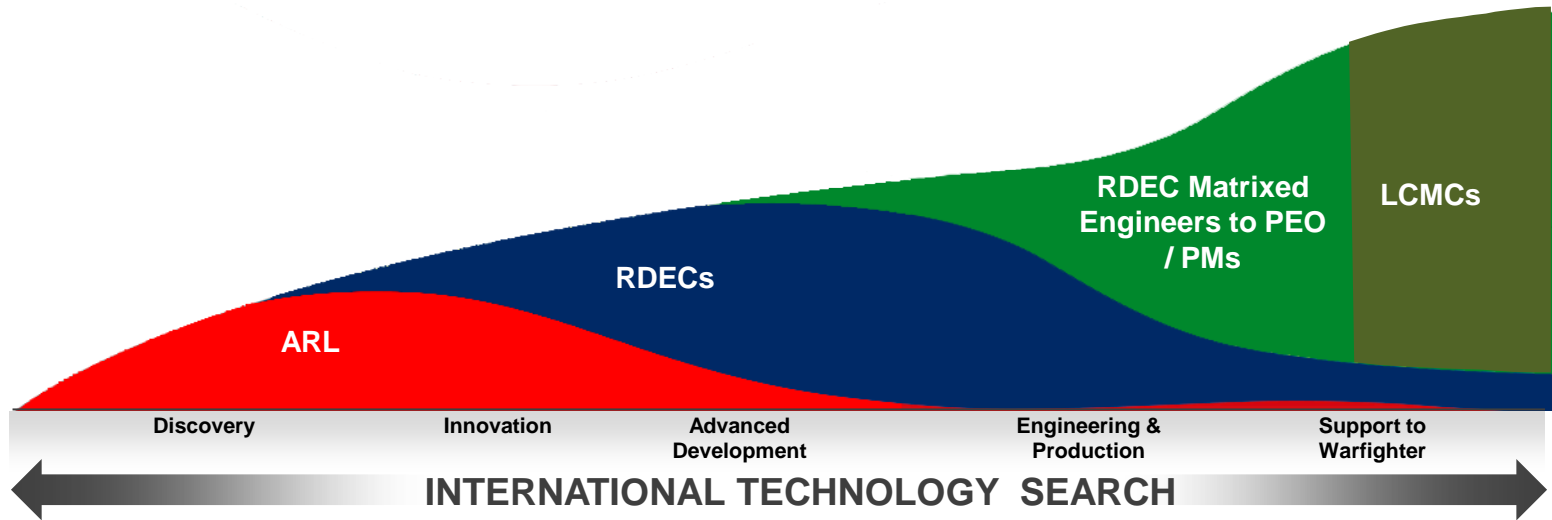 RDEC Matrixed
Engineers to PEO
/ PMs
LCMCs
RDECs
ARL
Discovery
Innovation
Advanced
Development
Engineering &
Production
Support to
Warfighter
INTERNATIONAL TECHNOLOGY SEARCH